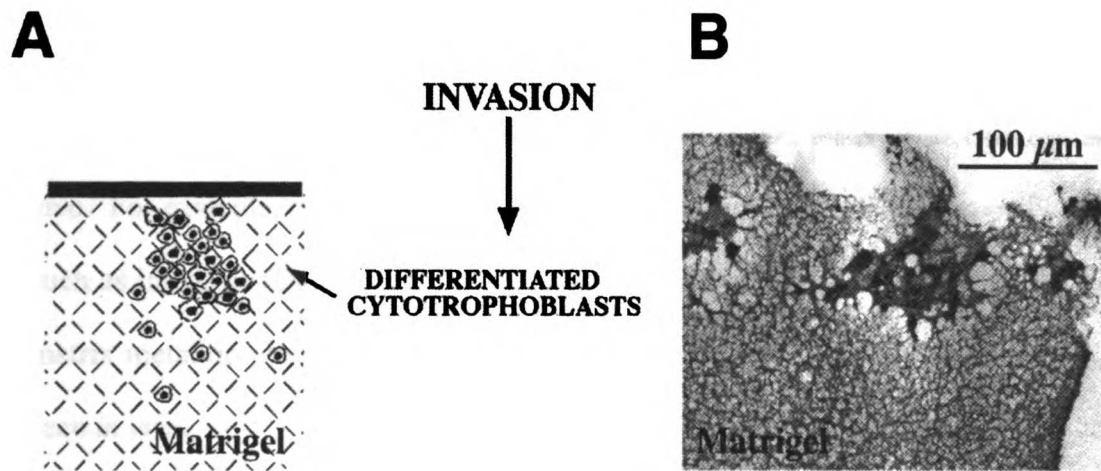 A
B
INVASION
100 µm
DIFFERENTIATED
CYTOTROPHOBLASTS
Matrigel
Matrigel